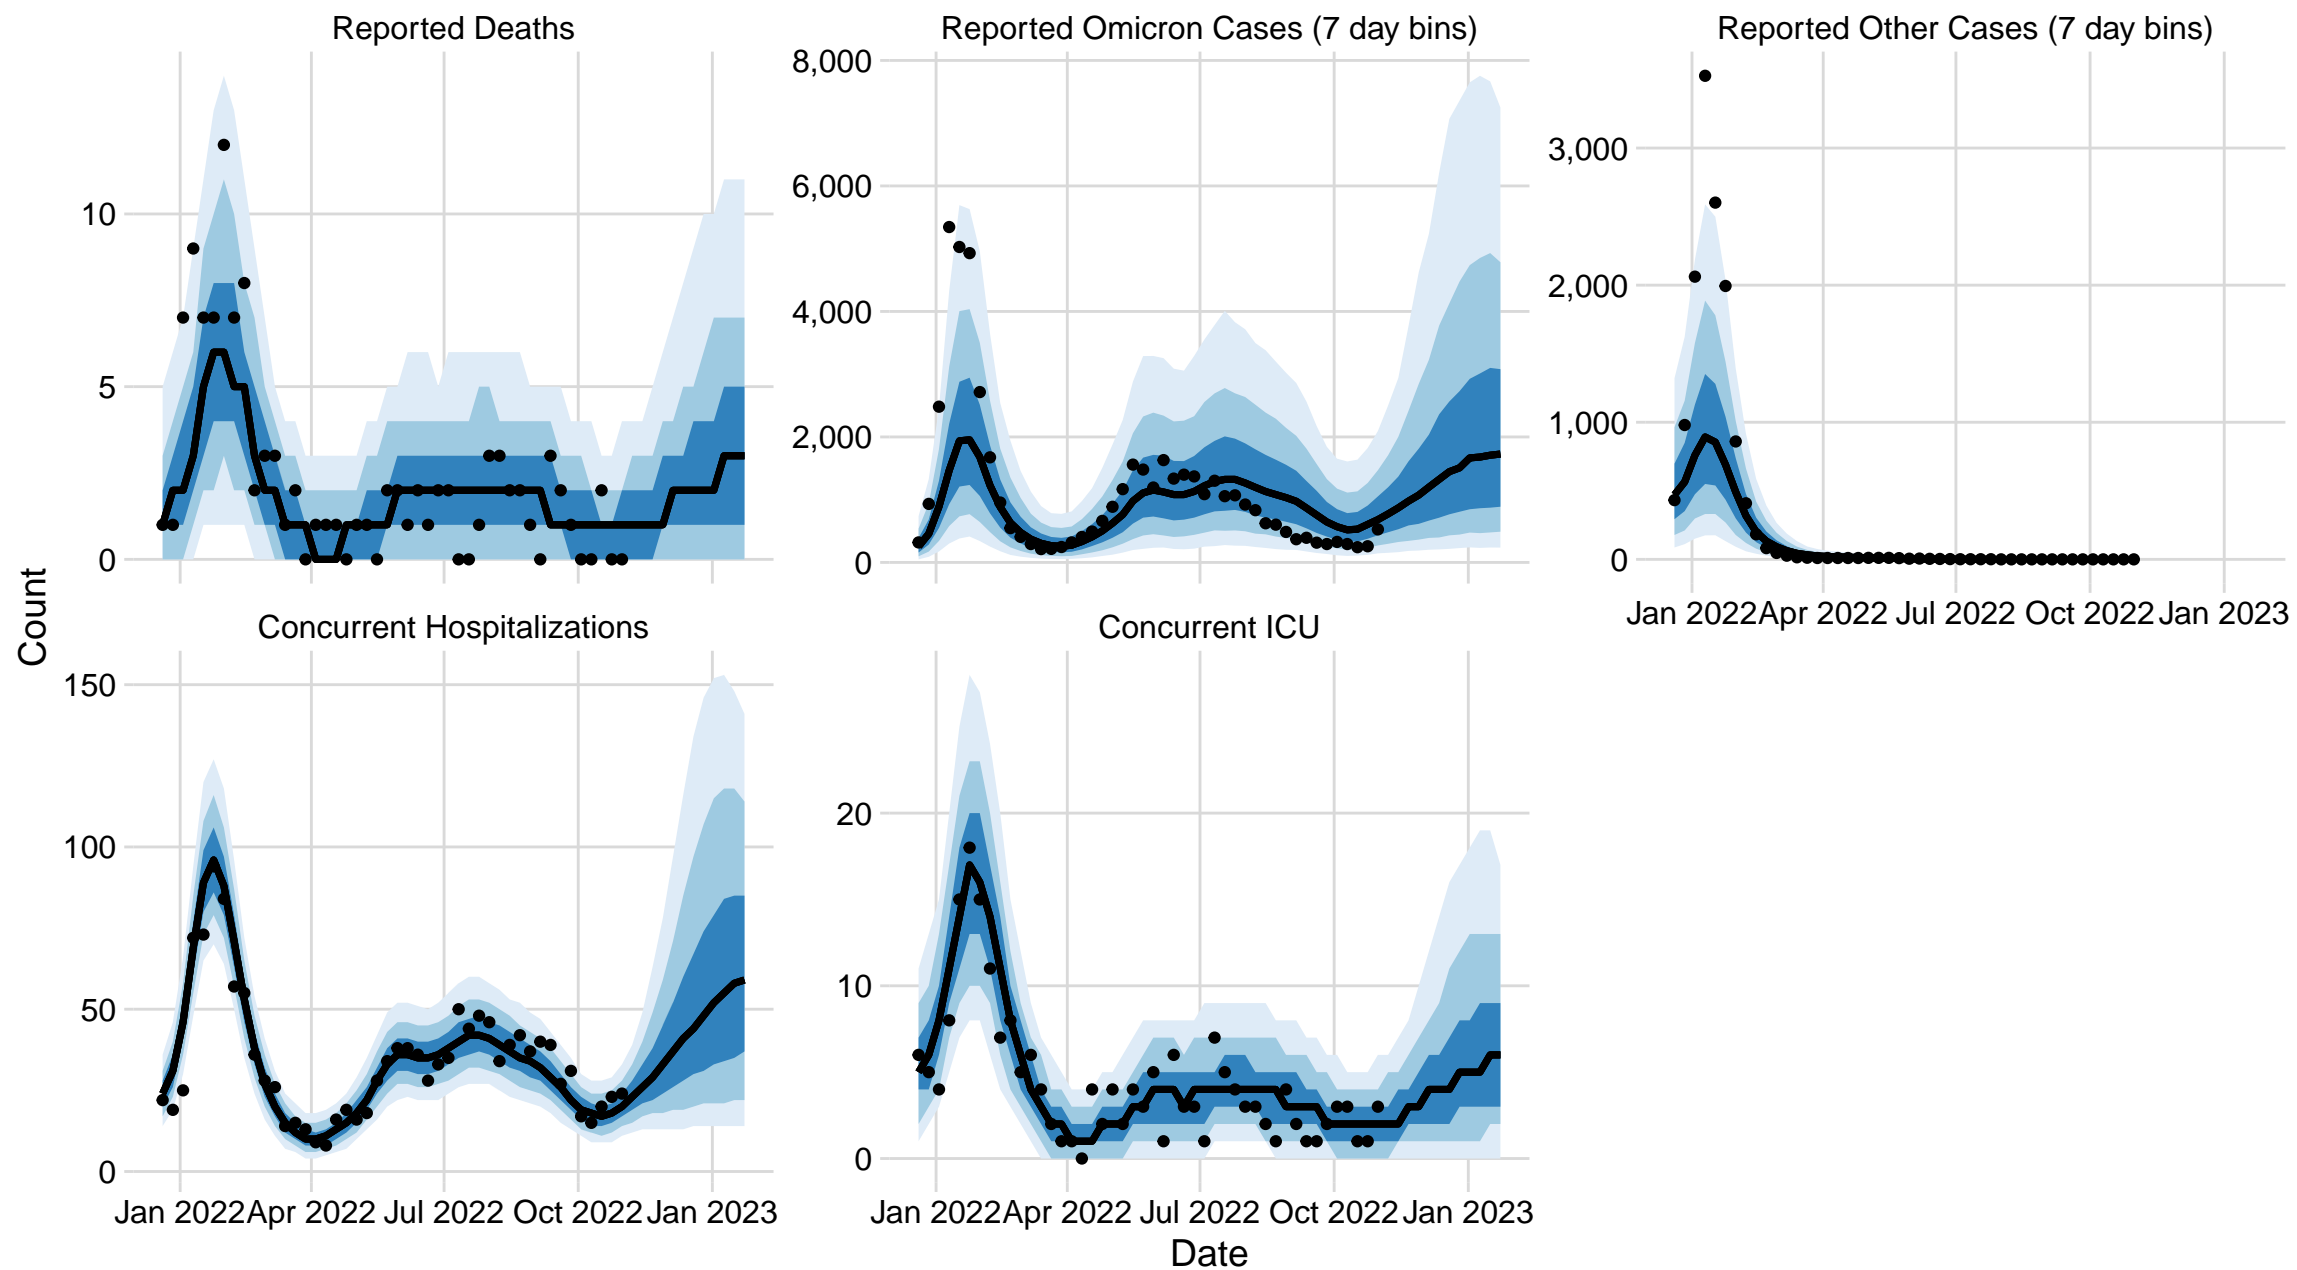 Reported Deaths
Reported Omicron Cases (7 day bins)
Reported Other Cases (7 day bins)
10
5
0
8,000
6,000
4,000
2,000
0
3,000
2,000
1,000
0
Jan 2022 Apr 2022 Jul 2022 Oct 2022 Jan 2023
Count
Concurrent Hospitalizations
Concurrent ICU
150
100
50
0
20
10
0
Jan 2022 Apr 2022 Jul 2022 Oct 2022 Jan 2023
Jan 2022 Apr 2022 Jul 2022 Oct 2022 Jan 2023
Date